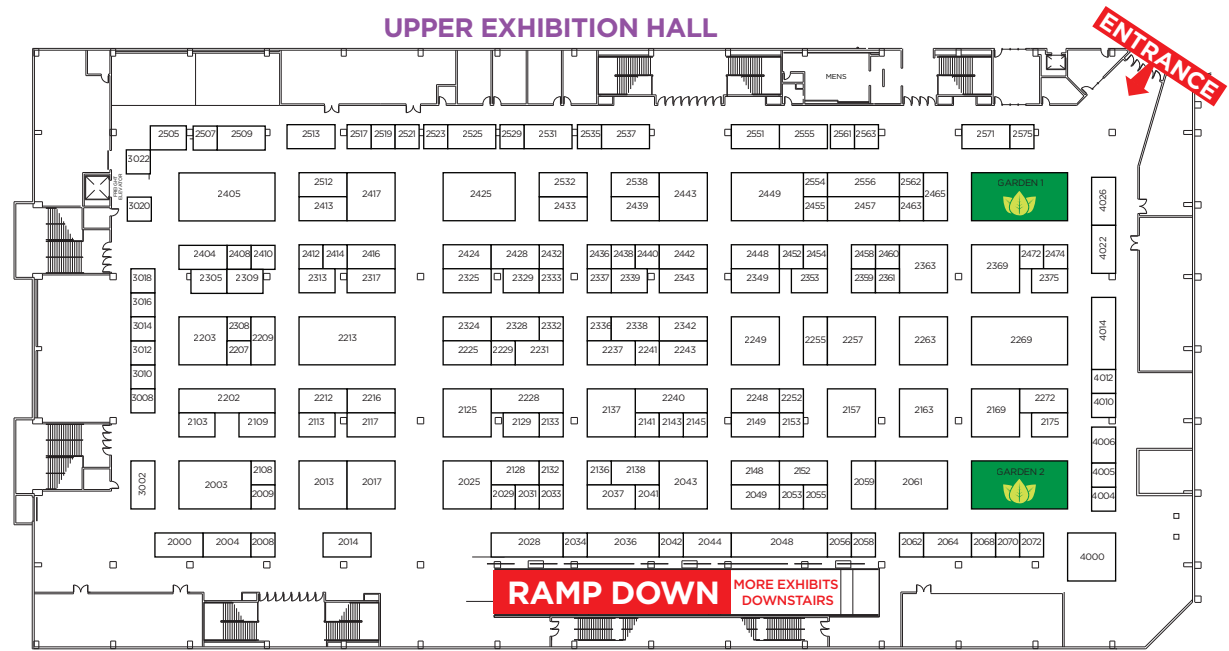 UPPER EXHIBITION HALL
ENTRANCE
MENS
2505 2507 2509 2513 2517 2519 2521 2523 2525 2529 2531 2535 2537 2551 2555 2561 2563 2571 2575
3022
FREIGHT
ELEVATOR
3020
2405 2512 2417 2425 2532 2538 2443 2449 2554 2556 2562 2465 GARDEN 1 4026
2413 2433 2439 2455 2457 2463
4022
2404 2408 2410 2412 2414 2416 2424 2428 2432 2436 2438 2440 2442 2448 2452 2454 2458 2460 2363 2369 2472 2474
3018 2305 2309 2313 2317 2325 2329 2333 2337 2339 2343 2349 2353 2359 2361 2375
3016
3014 2203 2308 2209 2213 2324 2328 2332 2336 2338 2342 2249 2255 2257 2263 2269 4014
3012 2207 2225 2229 2231 2237 2241 2243
3010 4012
3008 2202 2212 2216 2125 2228 2137 2240 2248 2252 2157 2163 2169 2272 4010
2103 2109 2113 2117 2129 2133 2141 2143 2145 2149 2153 2175
4006
3002 2003 2108 2013 2017 2025 2128 2132 2136 2138 2043 2148 2152 2059 2061 GARDEN 2 4005
2009 2029 2031 2033 2037 2041 2049 2053 2055 4004
2000 2004 2008 2014 2028 2034 2036 2042 2044 2048 2056 2058 2062 2064 2068 2070 2072 4000
RAMP DOWN
MORE EXHIBITS
DOWNSTAIRS